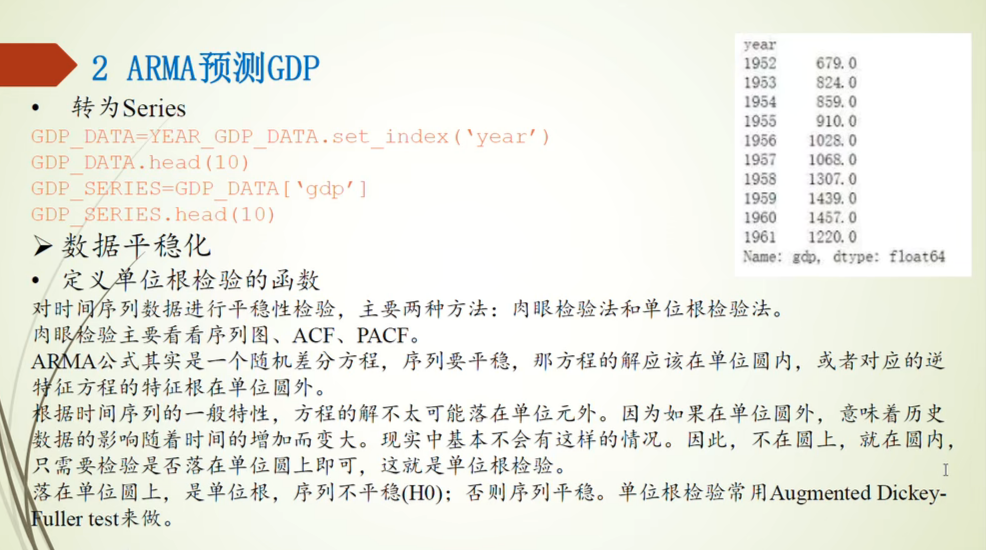 2 ARMA预测GDP
• 转为Series
GDP_DATA=YEAR_GDP_DATA.set_index(‘year’)
GDP_DATA.head(10)
GDP_SERIES=GDP_DATA[‘gdp’]
GDP_SERIES.head(10)
➢ 数据平稳化
• 定义单位根检验的函数
对时间序列数据进行平稳性检验，主要两种方法：肉眼检验法和单位根检验法。
肉眼检验主要看看序列图、ACF、PACF。
ARMA公式其实是一个随机差分方程，序列要平稳，那方程的解应该在单位圆内，或者对应的逆
特征方程的特征根在单位圆外。
根据时间序列的一般特性，方程的解不太可能落在单位元外。因为如果在单位圆外，意味着历史
数据的影响随着时间的增加而变大。现实中基本不会有这样的情况。因此，不在圆上，就在圆内，
只需要检验是否落在单位圆上即可，这就是单位根检验。
落在单位圆上，是单位根，序列不平稳(H0)；否则序列平稳。单位根检验常用Augmented Dickey-
Fuller test来做。
year
1952 679.0
1953 824.0
1954 859.0
1955 910.0
1956 1028.0
1957 1068.0
1958 1307.0
1959 1439.0
1960 1457.0
1961 1220.0
Name: gdp, dtype: float64